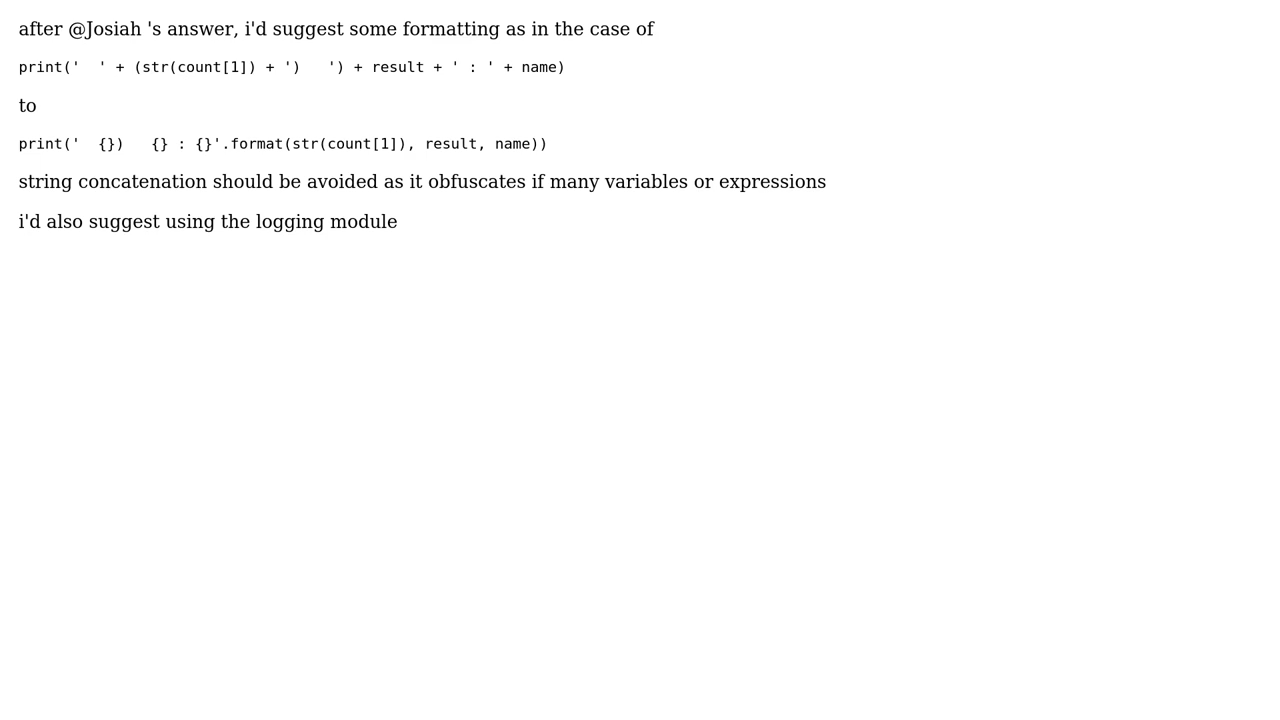 after @Josiah 's answer, i'd suggest some formatting as in the case of
print('  ' + (str(count[1]) + ')   ') + result + ' : ' + name)
to
print('  {})   {} : {}'.format(str(count[1]), result, name))
string concatenation should be avoided as it obfuscates if many variables or expressions
i'd also suggest using the logging module